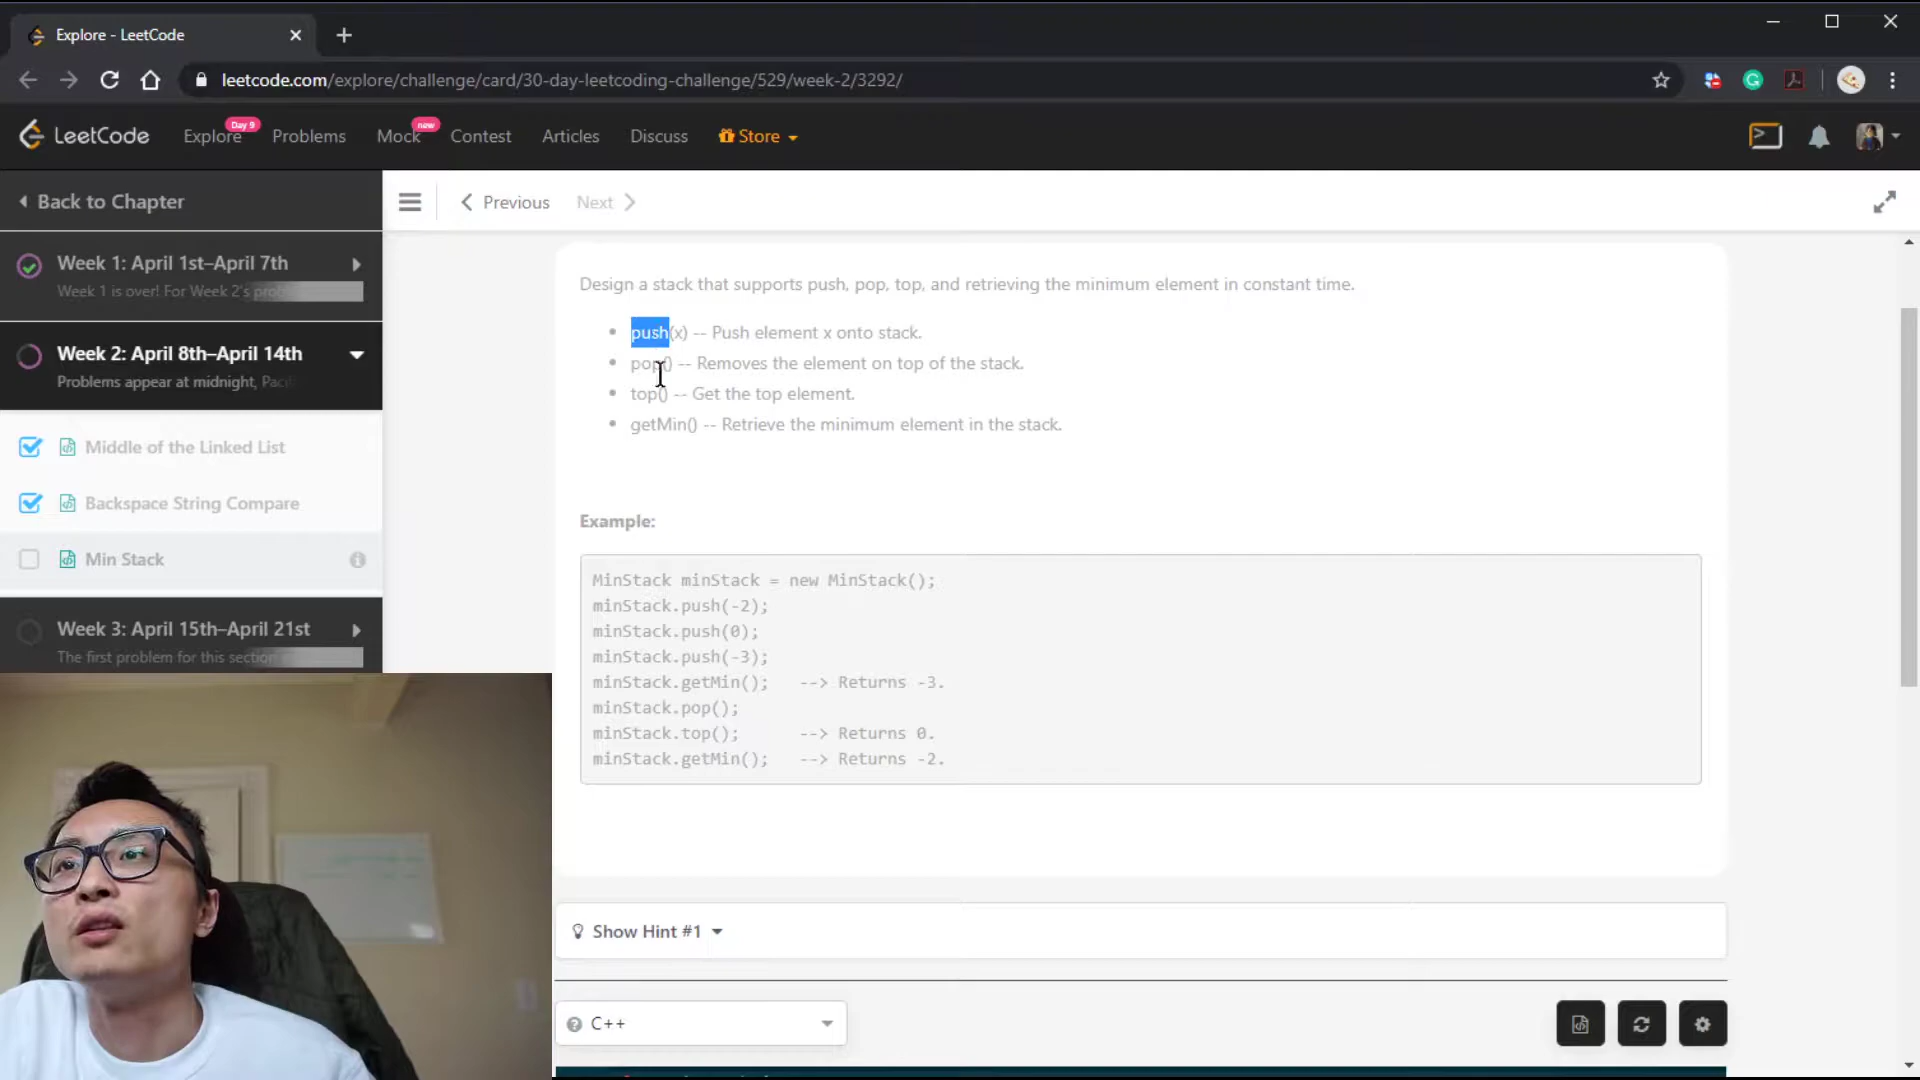 Explore - LeetCode
leetcode.com/explore/challenge/card/30-day-leetcoding-challenge/529/week-2/3292/
LeetCode
Explore
Day 9
Problems
Mock
new
Contest
Articles
Discuss
Store
Back to Chapter
Previous
Next
Week 1: April 1st–April 7th
Week 1 is over! For Week 2's
Week 2: April 8th–April 14th
Problems appear at midnight,
Middle of the Linked List
Backspace String Compare
Min Stack
Week 3: April 15th–April 21st
The first problem for this section
Design a stack that supports push, pop, top, and retrieving the minimum element in constant time.
push(x) -- Push element x onto stack.
pop() -- Removes the element on top of the stack.
top() -- Get the top element.
getMin() -- Retrieve the minimum element in the stack.
Example:
MinStack minStack = new MinStack();
minStack.push(-2);
minStack.push(0);
minStack.push(-3);
minStack.getMin();   --> Returns -3.
minStack.pop();
minStack.top();      --> Returns 0.
minStack.getMin();   --> Returns -2.
Show Hint #1
C++